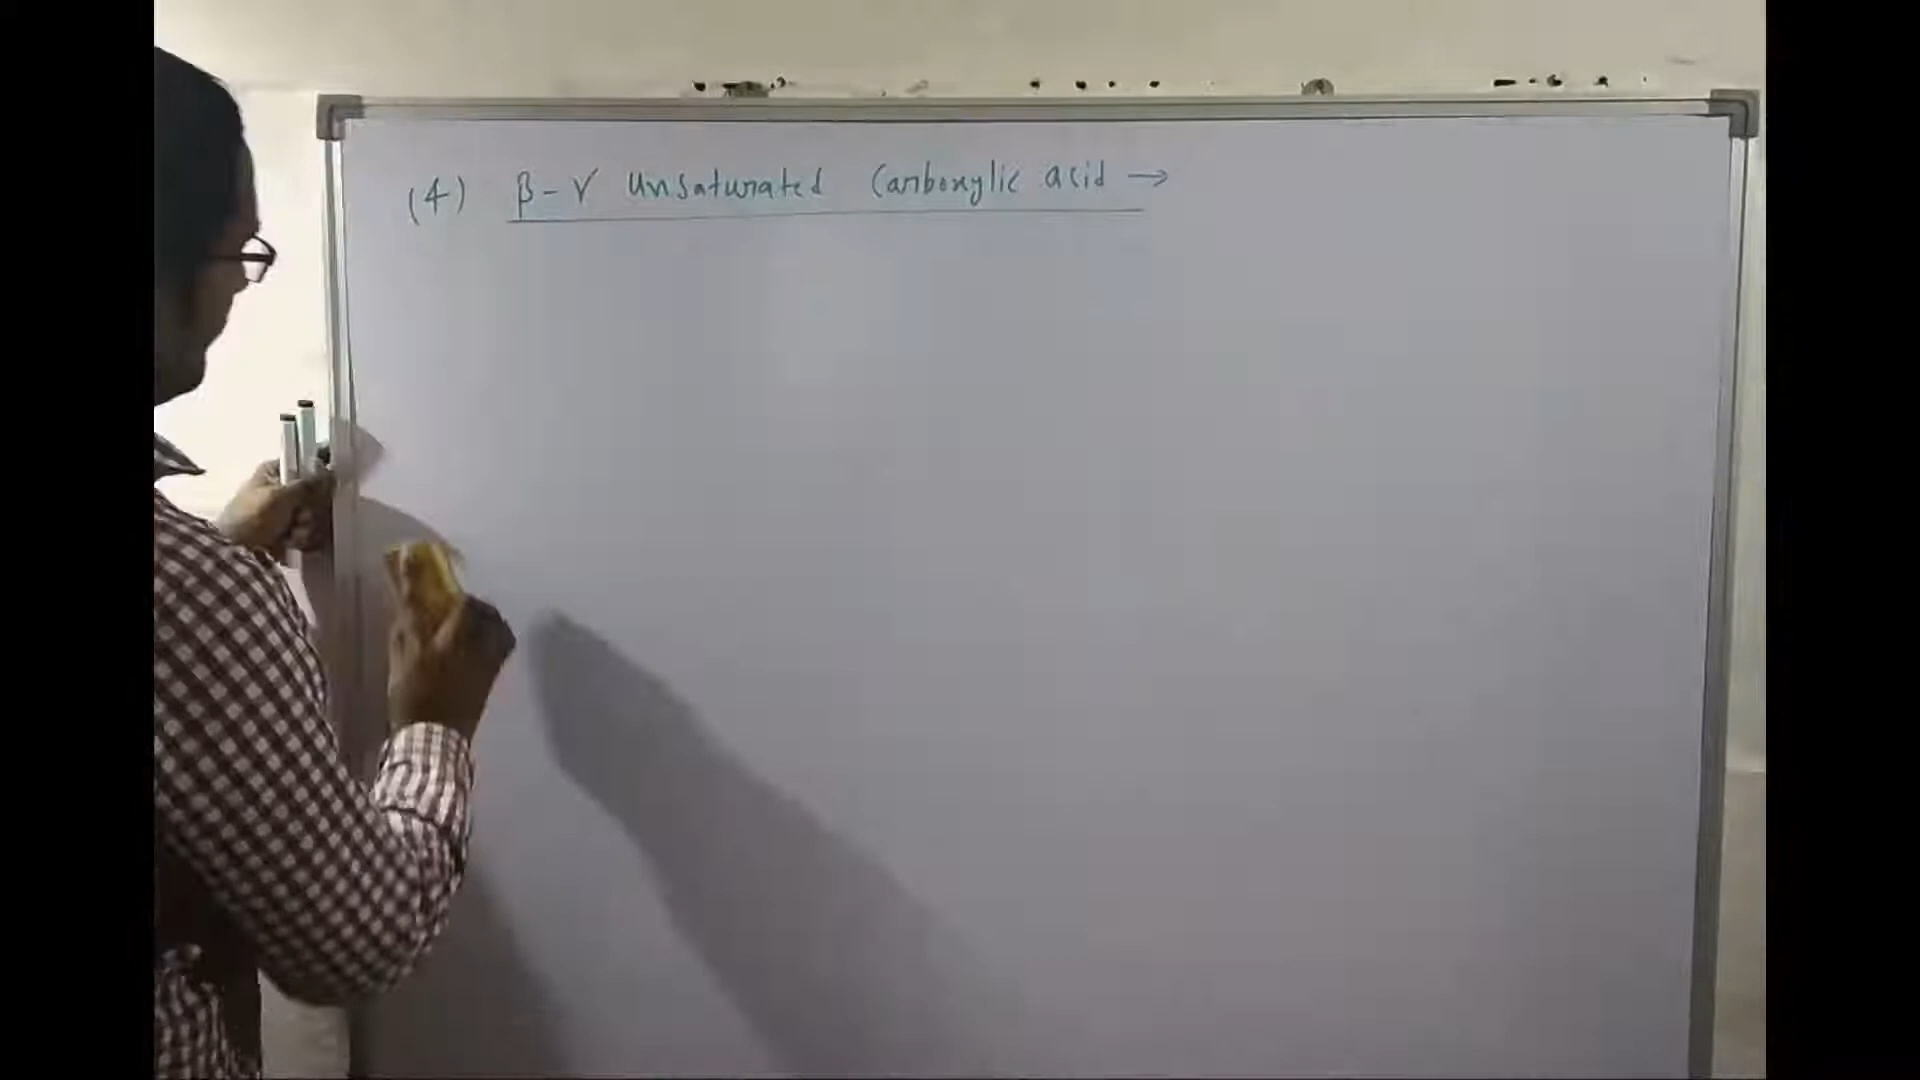 (4) β-γ Unsaturated Carboxylic acid →